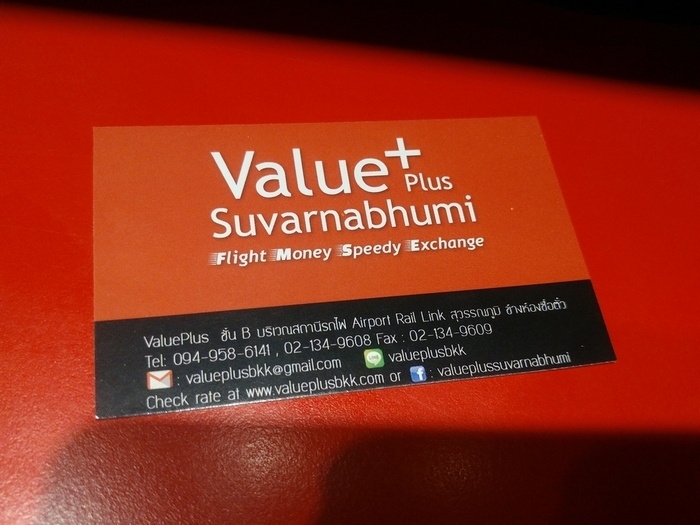 Value+
Plus
Suvarnabhumi
Flight Money Speedy Exchange
ValuePlus ชั้น B บริเวณสถานีรถไฟ Airport Rail Link สุวรรณภูมิ ข้างห้องซื้อตั๋ว
Tel: 094-958-6141 , 02-134-9608 Fax : 02-134-9609
: valueplusbkk@gmail.com LINE valueplusbkk
Check rate at www.valueplusbkk.com or f : valueplussuvarnabhumi